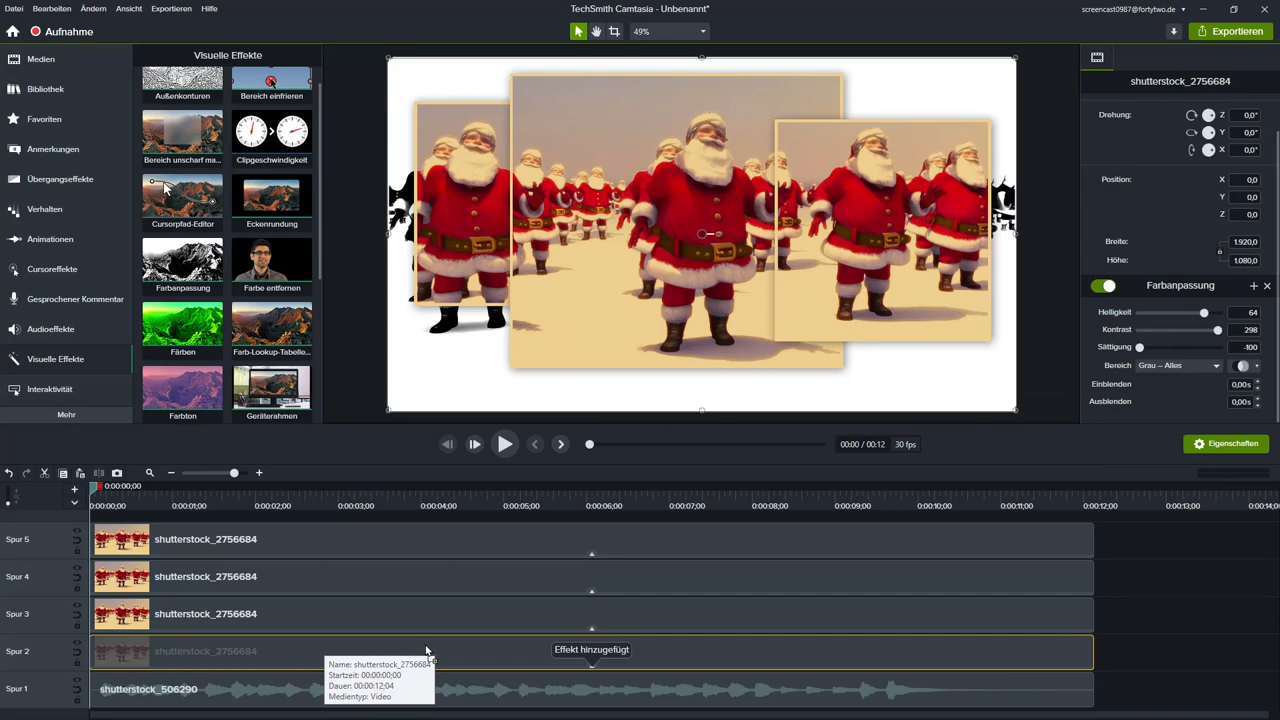 Datei Bearbeiten Ändern Ansicht Exportieren Hilfe
TechSmith Camtasia - Unbenannt*
screencast0987@fortytwo.de
Aufnahme
49%
Exportieren
Medien
Bibliothek
Favoriten
Anmerkungen
Übergangseffekte
Verhalten
Animationen
Cursoreffekte
Gesprochener Kommentar
Audioeffekte
Visuelle Effekte
Interaktivität
Mehr
Visuelle Effekte
Außenkonturen
Bereich einfrieren
Bereich unscharf ma...
Clipgeschwindigkeit
Cursorpfad-Editor
Eckenrundung
Farbanpassung
Farbe entfernen
Färben
Farb-Lookup-Tabelle...
Farbton
Geräterahmen
shutterstock_2756684
Drehung: Z 0,0°
Y 0,0°
X 0,0°
Position: X 0,0
Y 0,0
Z 0,0
Breite: 1.920,0
Höhe: 1.080,0
Farbanpassung
Helligkeit 64
Kontrast 298
Sättigung -100
Bereich Grau – Alles
Einblenden 0,00s
Ausblenden 0,00s
00:00 / 00:12 30 fps
Eigenschaften
0:00:00;00
0:00:00;00 0:00:01;00 0:00:02;00 0:00:03;00 0:00:04;00 0:00:05;00 0:00:06;00 0:00:07;00 0:00:08;00 0:00:09;00 0:00:10;00 0:00:11;00 0:00:12;00 0:00:13;00
Spur 5 shutterstock_2756684
Spur 4 shutterstock_2756684
Spur 3 shutterstock_2756684
Spur 2 shutterstock_2756684
Effekt hinzugefügt
Name: shutterstock_2756684
Startzeit: 00:00:00;00
Dauer: 00:00:12;04
Medientyp: Video
Spur 1 shutterstock_506290